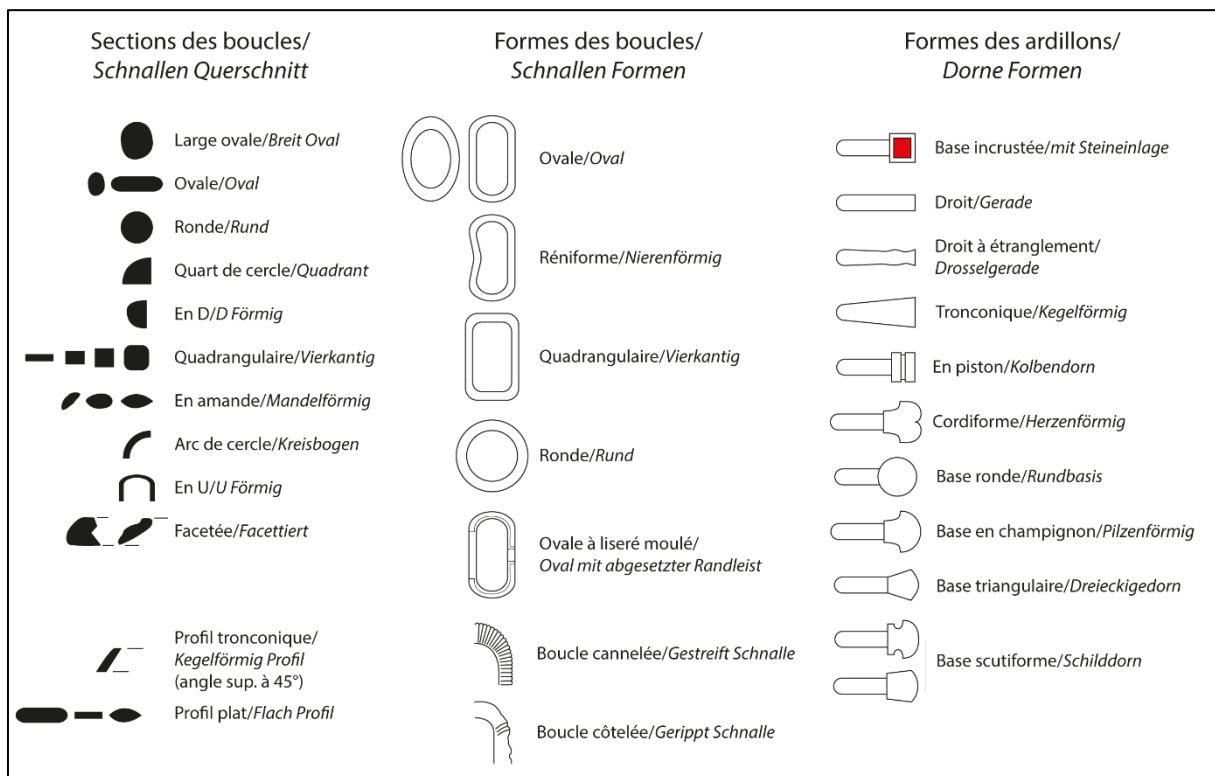 Sections des boucles/
Schnallen Querschnitt
Large ovale/Breit Oval
Ovale/Oval
Ronde/Rund
Quart de cercle/Quadrant
En D/D Förmig
Quadrangulaire/Vierkantig
En amande/Mandelförmig
Arc de cercle/Kreisbogen
En U/U Förmig
Facetée/Facettiert
Profil tronconique/
Kegelförmig Profil
(angle sup. à 45°)
Profil plat/Flach Profil
Formes des boucles/
Schnallen Formen
Ovale/Oval
Réniforme/Nierenförmig
Quadrangulaire/Vierkantig
Ronde/Rund
Ovale à liseré moulé/
Oval mit abgesetzter Randleist
Boucle cannelée/Gestreift Schnalle
Boucle côtelée/Gerippt Schnalle
Formes des ardillons/
Dorne Formen
Base incrustée/mit Steineinlage
Droit/Gerade
Droit à étranglement/
Drosselgerade
Tronconique/Kegelförmig
En piston/Kolbendorn
Cordiforme/Herzenförmig
Base ronde/Rundbasis
Base en champignon/Pilzenförmig
Base triangulaire/Dreieckigedorn
Base scutiforme/Schilddorn